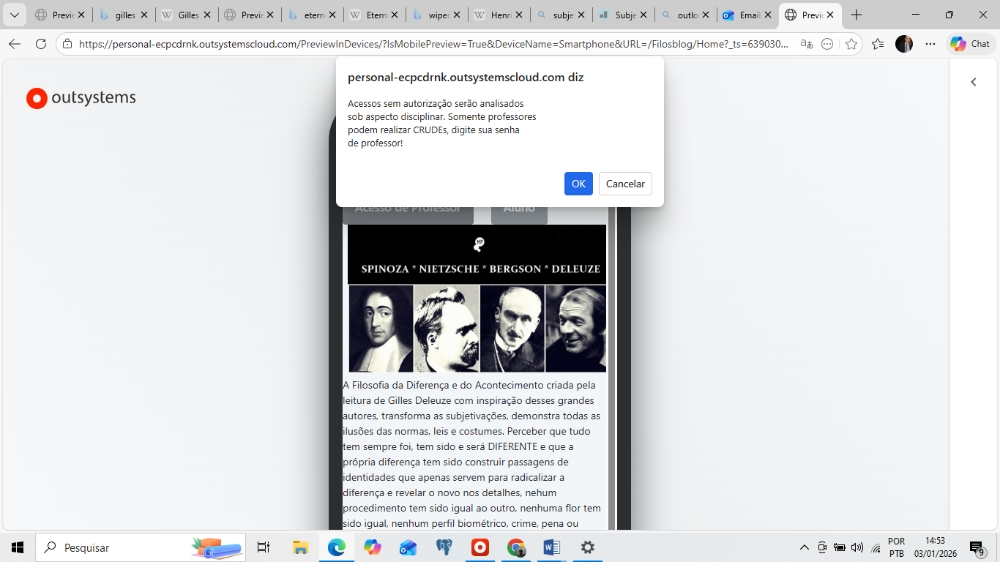 Previe
gilles
Gilles
Previe
eterno
Eterno
wiped
Henri
subje
Subje
outlo
Email
Previe
https://personal-ecpcdrnk.outsystemscloud.com/PreviewInDevices/?IsMobilePreview=True&DeviceName=Smartphone&URL=/Filosblog/Home?_ts=639030...
Chat
outsystems
personal-ecpcdrnk.outsystemscloud.com diz
Acessos sem autorização serão analisados
sob aspecto disciplinar. Somente professores
podem realizar CRUDEs, digite sua senha
de professor!
OK
Cancelar
Acesso de Professor
Aluno
MP
SPINOZA * NIETZSCHE * BERGSON * DELEUZE
A Filosofia da Diferença e do Acontecimento criada pela
leitura de Gilles Deleuze com inspiração desses grandes
autores, transforma as subjetivações, demonstra todas as
ilusões das normas, leis e costumes. Perceber que tudo
tem sempre foi, tem sido e será DIFERENTE e que a
própria diferença tem sido construir passagens de
identidades que apenas servem para radicalizar a
diferença e revelar o novo nos detalhes, nehum
procedimento tem sido igual ao outro, nenhuma flor tem
sido igual, nenhum perfil biométrico, crime, pena ou
Pesquisar
POR
PTB
14:53
03/01/2026
9